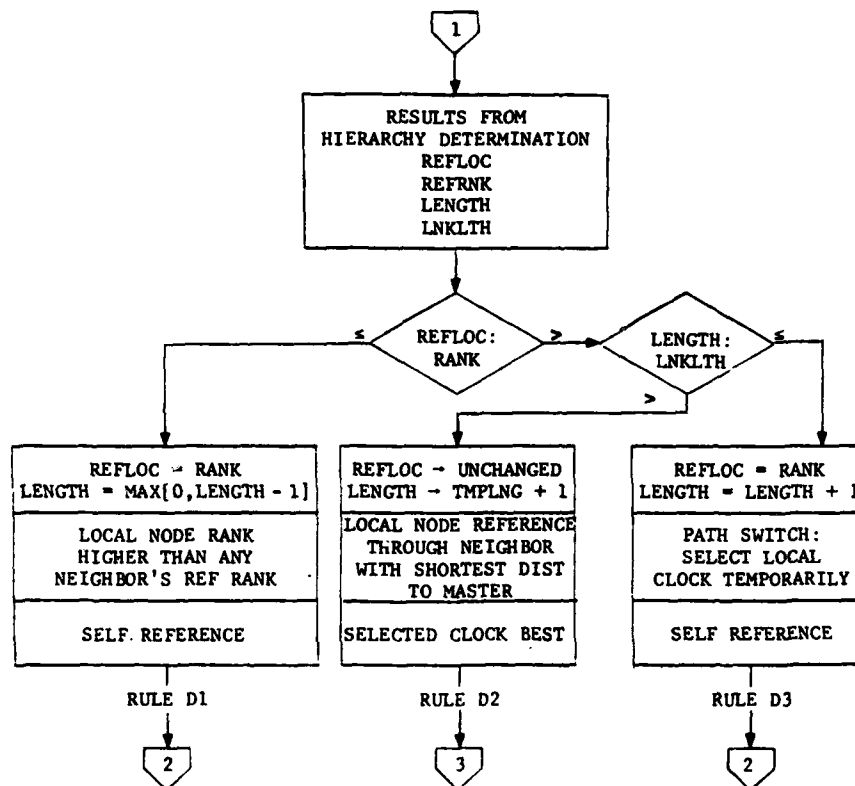 1
RESULTS FROM
HIERARCHY DETERMINATION
REFLOC
REFRNK
LENGTH
LNKLTH
≤
REFLOC:
RANK
>
LENGTH:
LNKLTH
≤
>
REFLOC = RANK
LENGTH = MAX[0,LENGTH - 1]
LOCAL NODE RANK
HIGHER THAN ANY
NEIGHBOR'S REF RANK
SELF REFERENCE
RULE D1
2
REFLOC → UNCHANGED
LENGTH → TMPLNG + 1
LOCAL NODE REFERENCE
THROUGH NEIGHBOR
WITH SHORTEST DIST
TO MASTER
SELECTED CLOCK BEST
RULE D2
3
REFLOC = RANK
LENGTH = LENGTH + 1
PATH SWITCH:
SELECT LOCAL
CLOCK TEMPORARILY
SELF REFERENCE
RULE D3
2